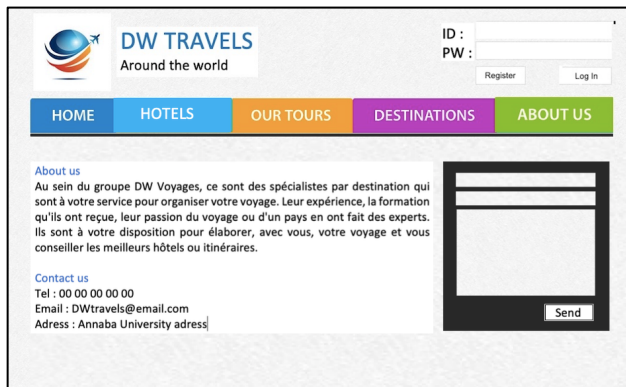 DW TRAVELS
Around the world
ID :
PW :
Register
Log In
HOME
HOTELS
OUR TOURS
DESTINATIONS
ABOUT US
About us
Au sein du groupe DW Voyages, ce sont des spécialistes par destination qui
sont à votre service pour organiser votre voyage. Leur expérience, la formation
qu'ils ont reçue, leur passion du voyage ou d'un pays en ont fait des experts.
Ils sont à votre disposition pour élaborer, avec vous, votre voyage et vous
conseiller les meilleurs hôtels ou itinéraires.
Contact us
Tel : 00 00 00 00 00
Email : DWtravels@email.com
Adress : Annaba University adress
Send